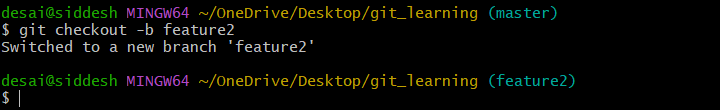 desai@siddesh MINGW64 ~/OneDrive/Desktop/git_learning (master)
$ git checkout -b feature2
Switched to a new branch 'feature2'
desai@siddesh MINGW64 ~/OneDrive/Desktop/git_learning (feature2)
$